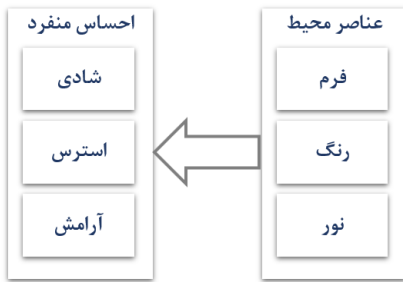 عناصر محیط
فرم
رنگ
نور
احساس منفرد
شادی
استرس
آرامش